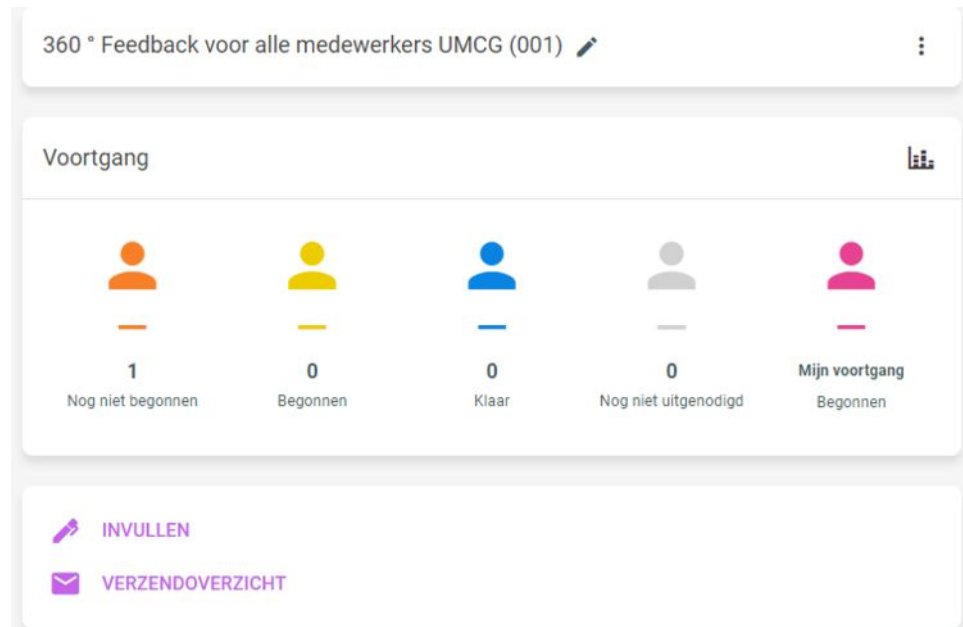 360 ° Feedback voor alle medewerkers UMCG (001)
Voortgang
1
Nog niet begonnen
0
Begonnen
0
Klaar
0
Nog niet uitgenodigd
Mijn voortgang
Begonnen
INVULLEN
VERZENDOVERZICHT